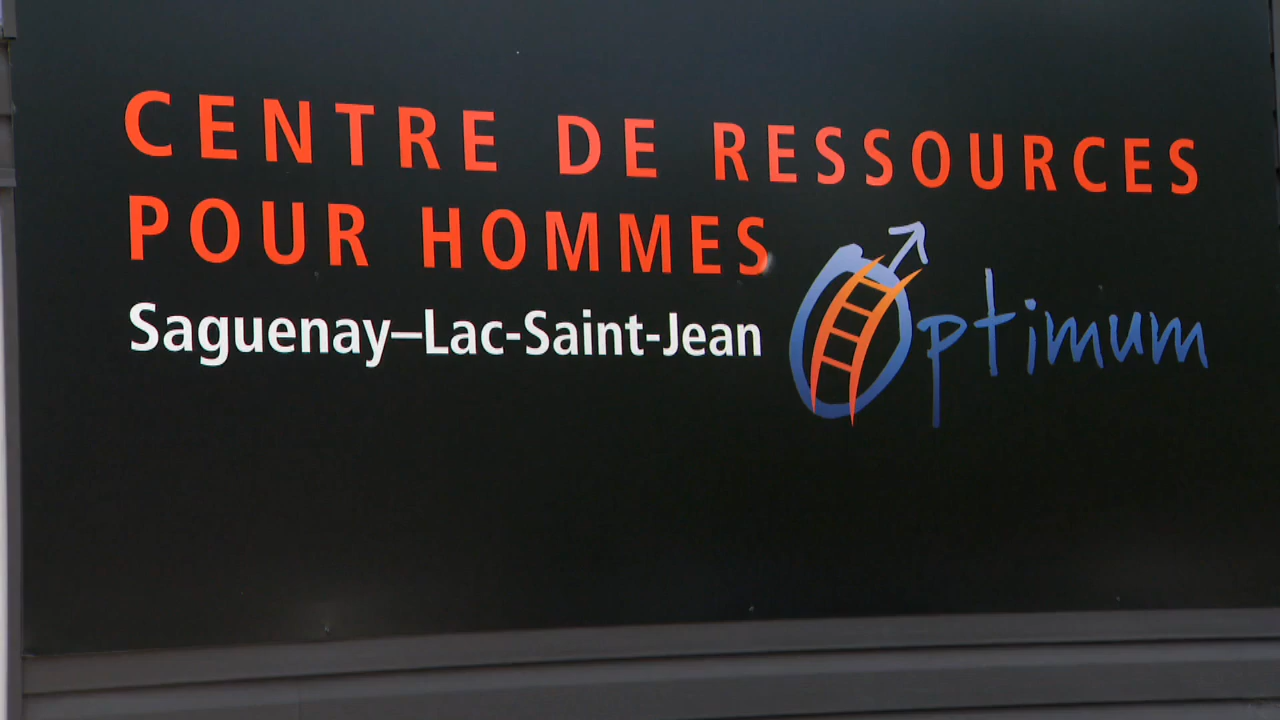 CENTRE DE RESSOURCES
POUR HOMMES
Saguenay–Lac-Saint-Jean
Optimum